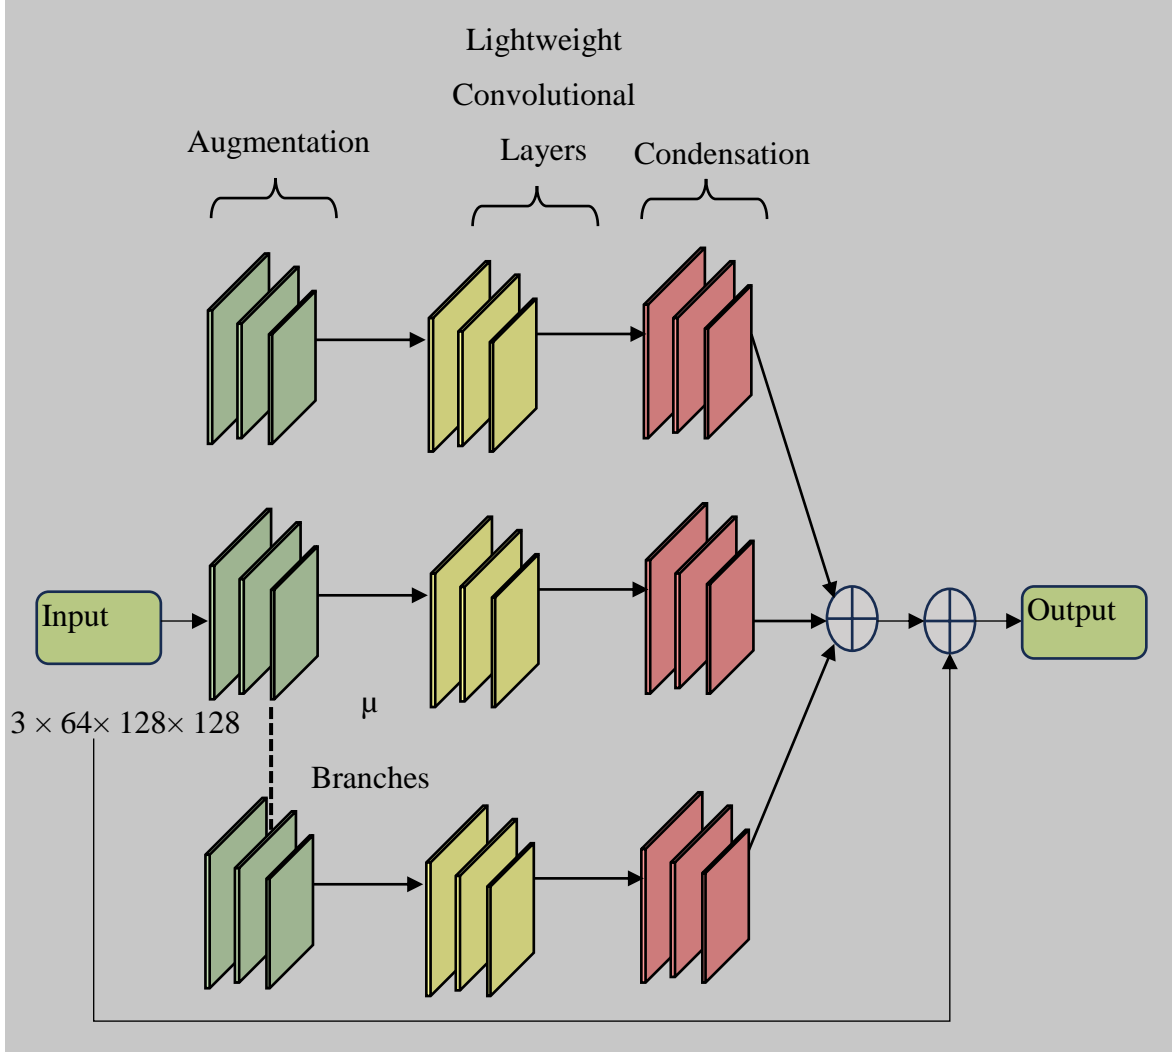 Lightweight
Convolutional
Layers
Augmentation
Condensation
Input
Output
3 × 64× 128× 128
μ
Branches